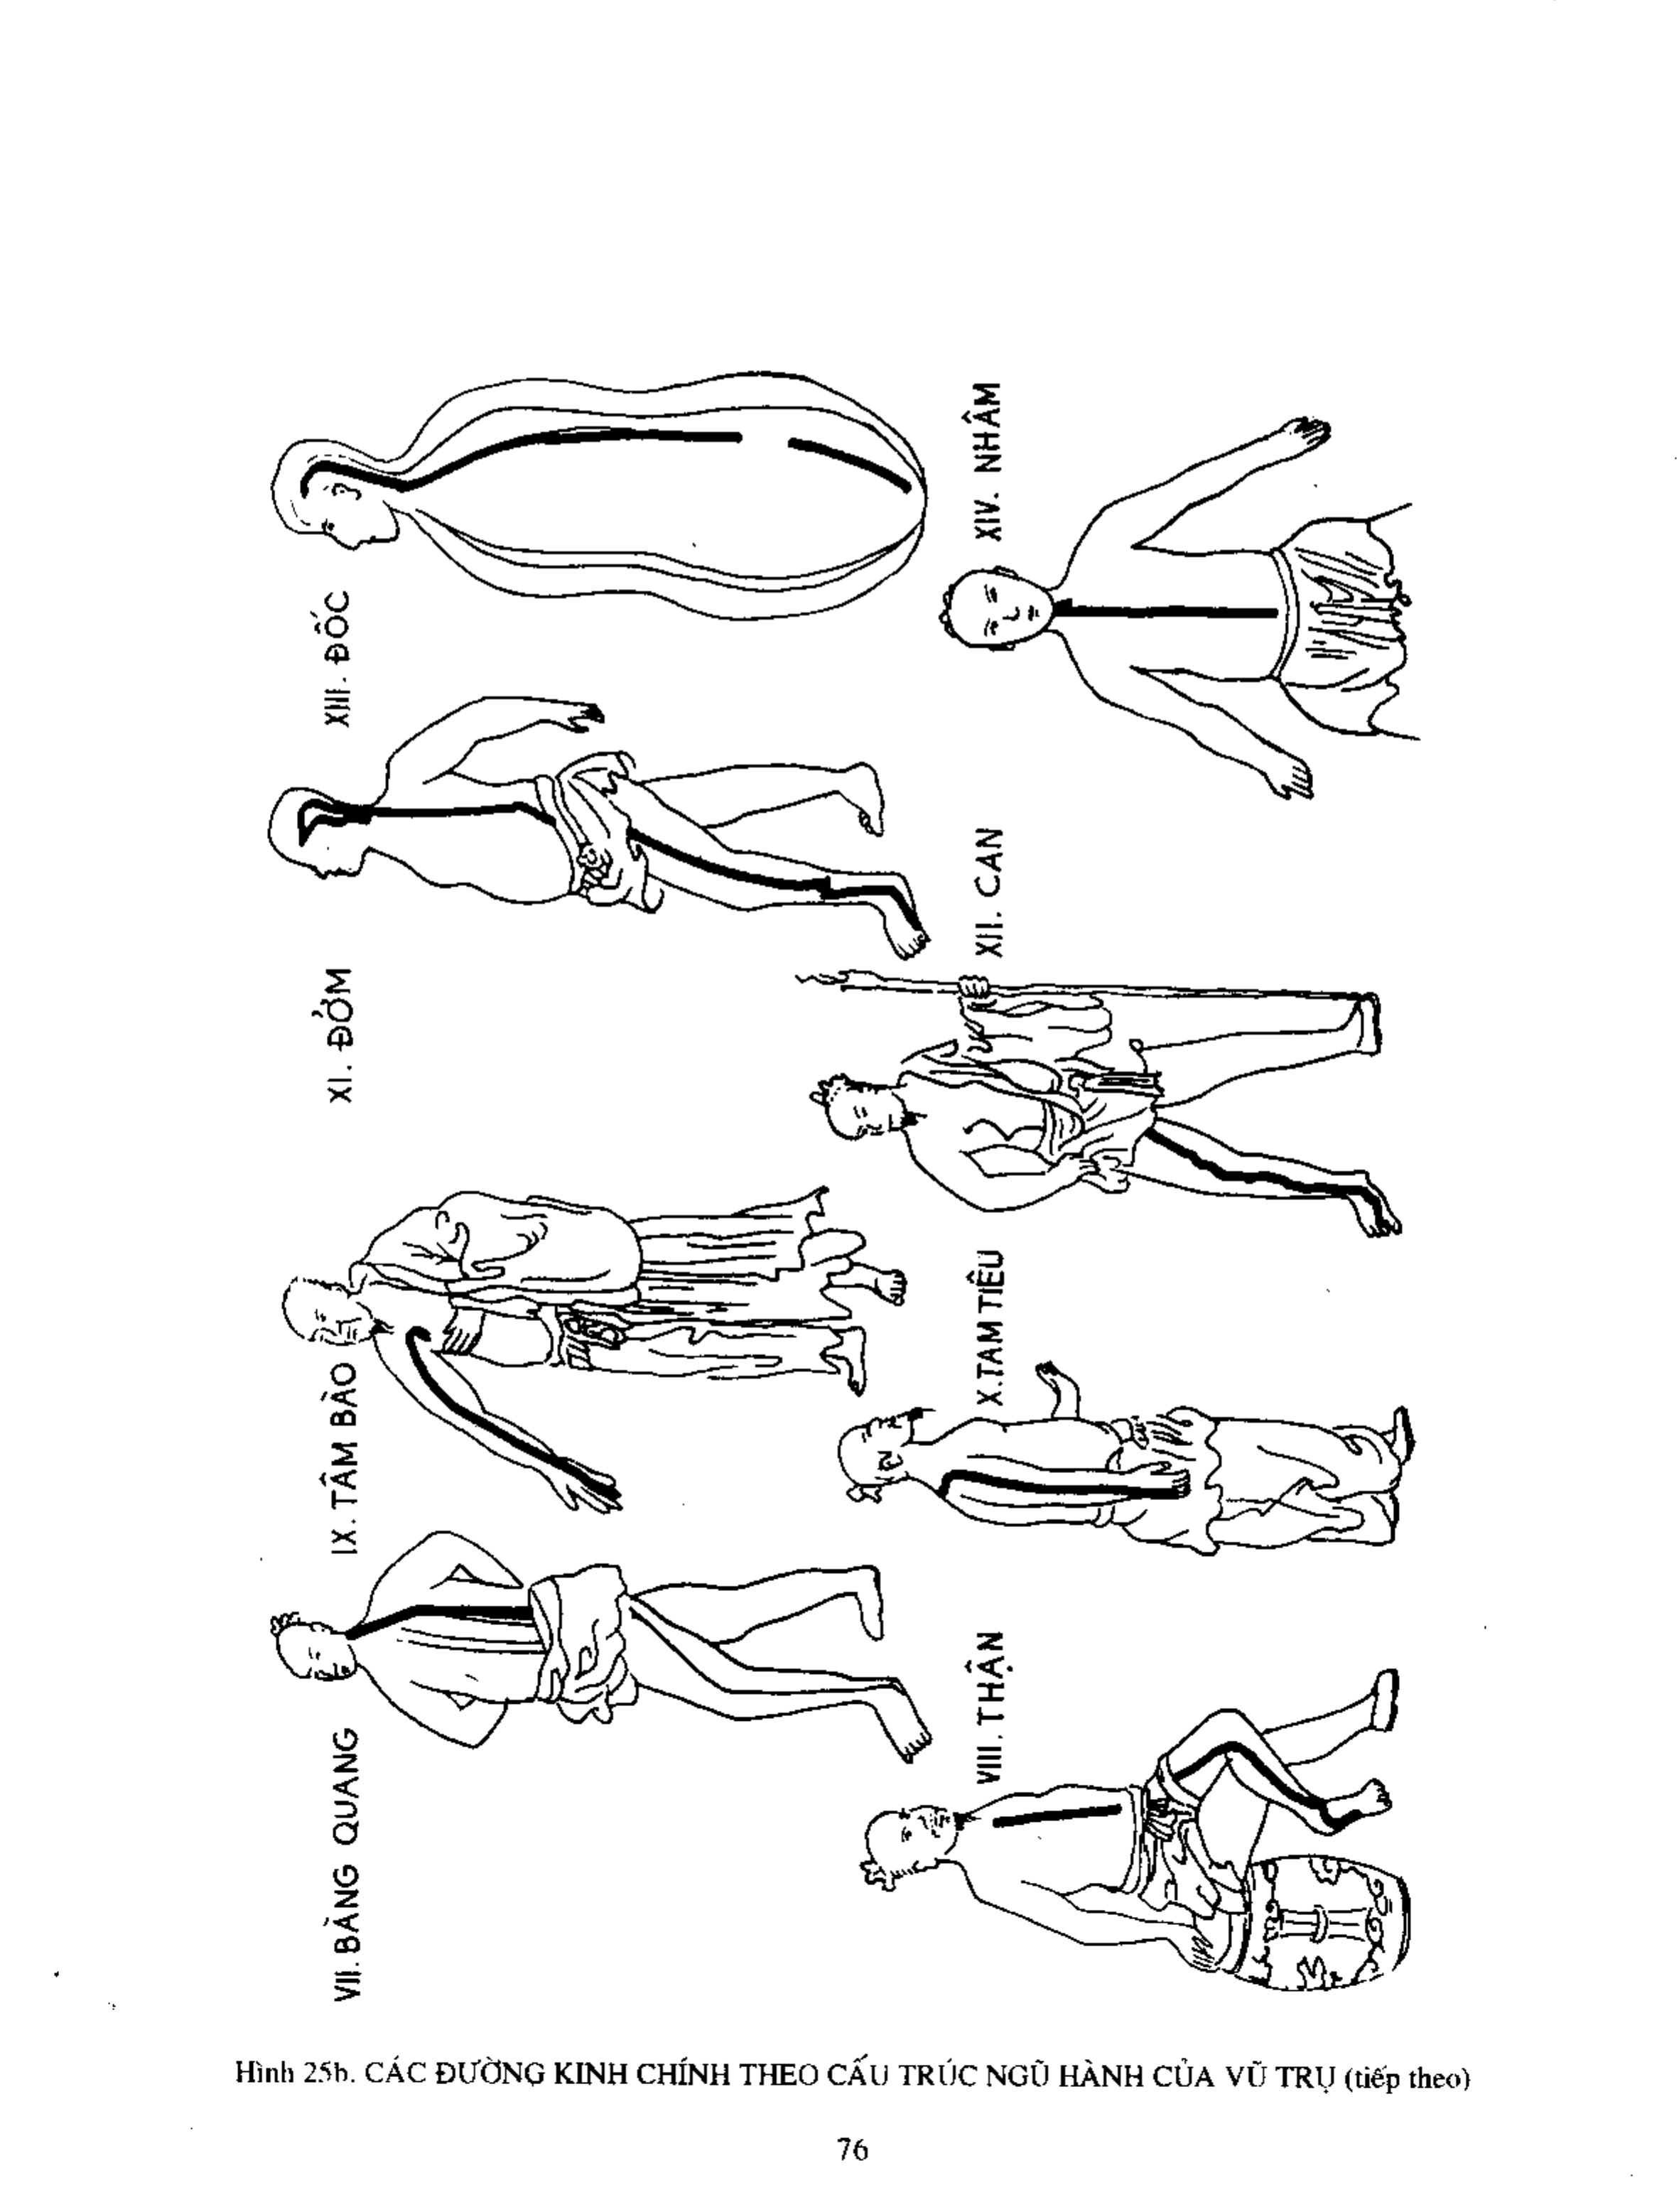 VII. BÀNG QUANG
IX. TÂM BÀO
XI. ĐỞM
XIII. ĐỐC
VIII. THẬN
X. TAM TIÊU
XII. CAN
XIV. NHÂM
Hình 25b. CÁC ĐƯỜNG KINH CHÍNH THEO CẤU TRÚC NGŨ HÀNH CỦA VŨ TRỤ (tiếp theo)
76